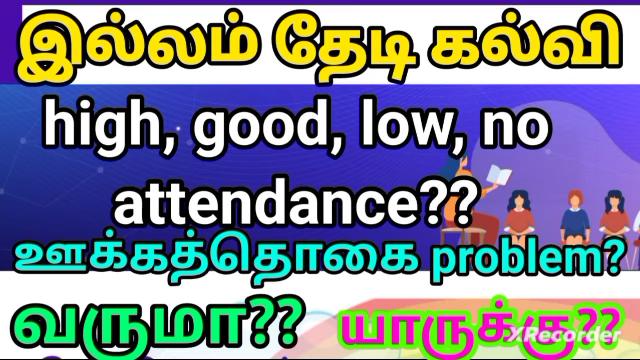 இல்லம் தேடி கல்வி
high, good, low, no
attendance??
ஊக்கத்தொகை problem?
வருமா?? யாருக்கு??
XRecorder